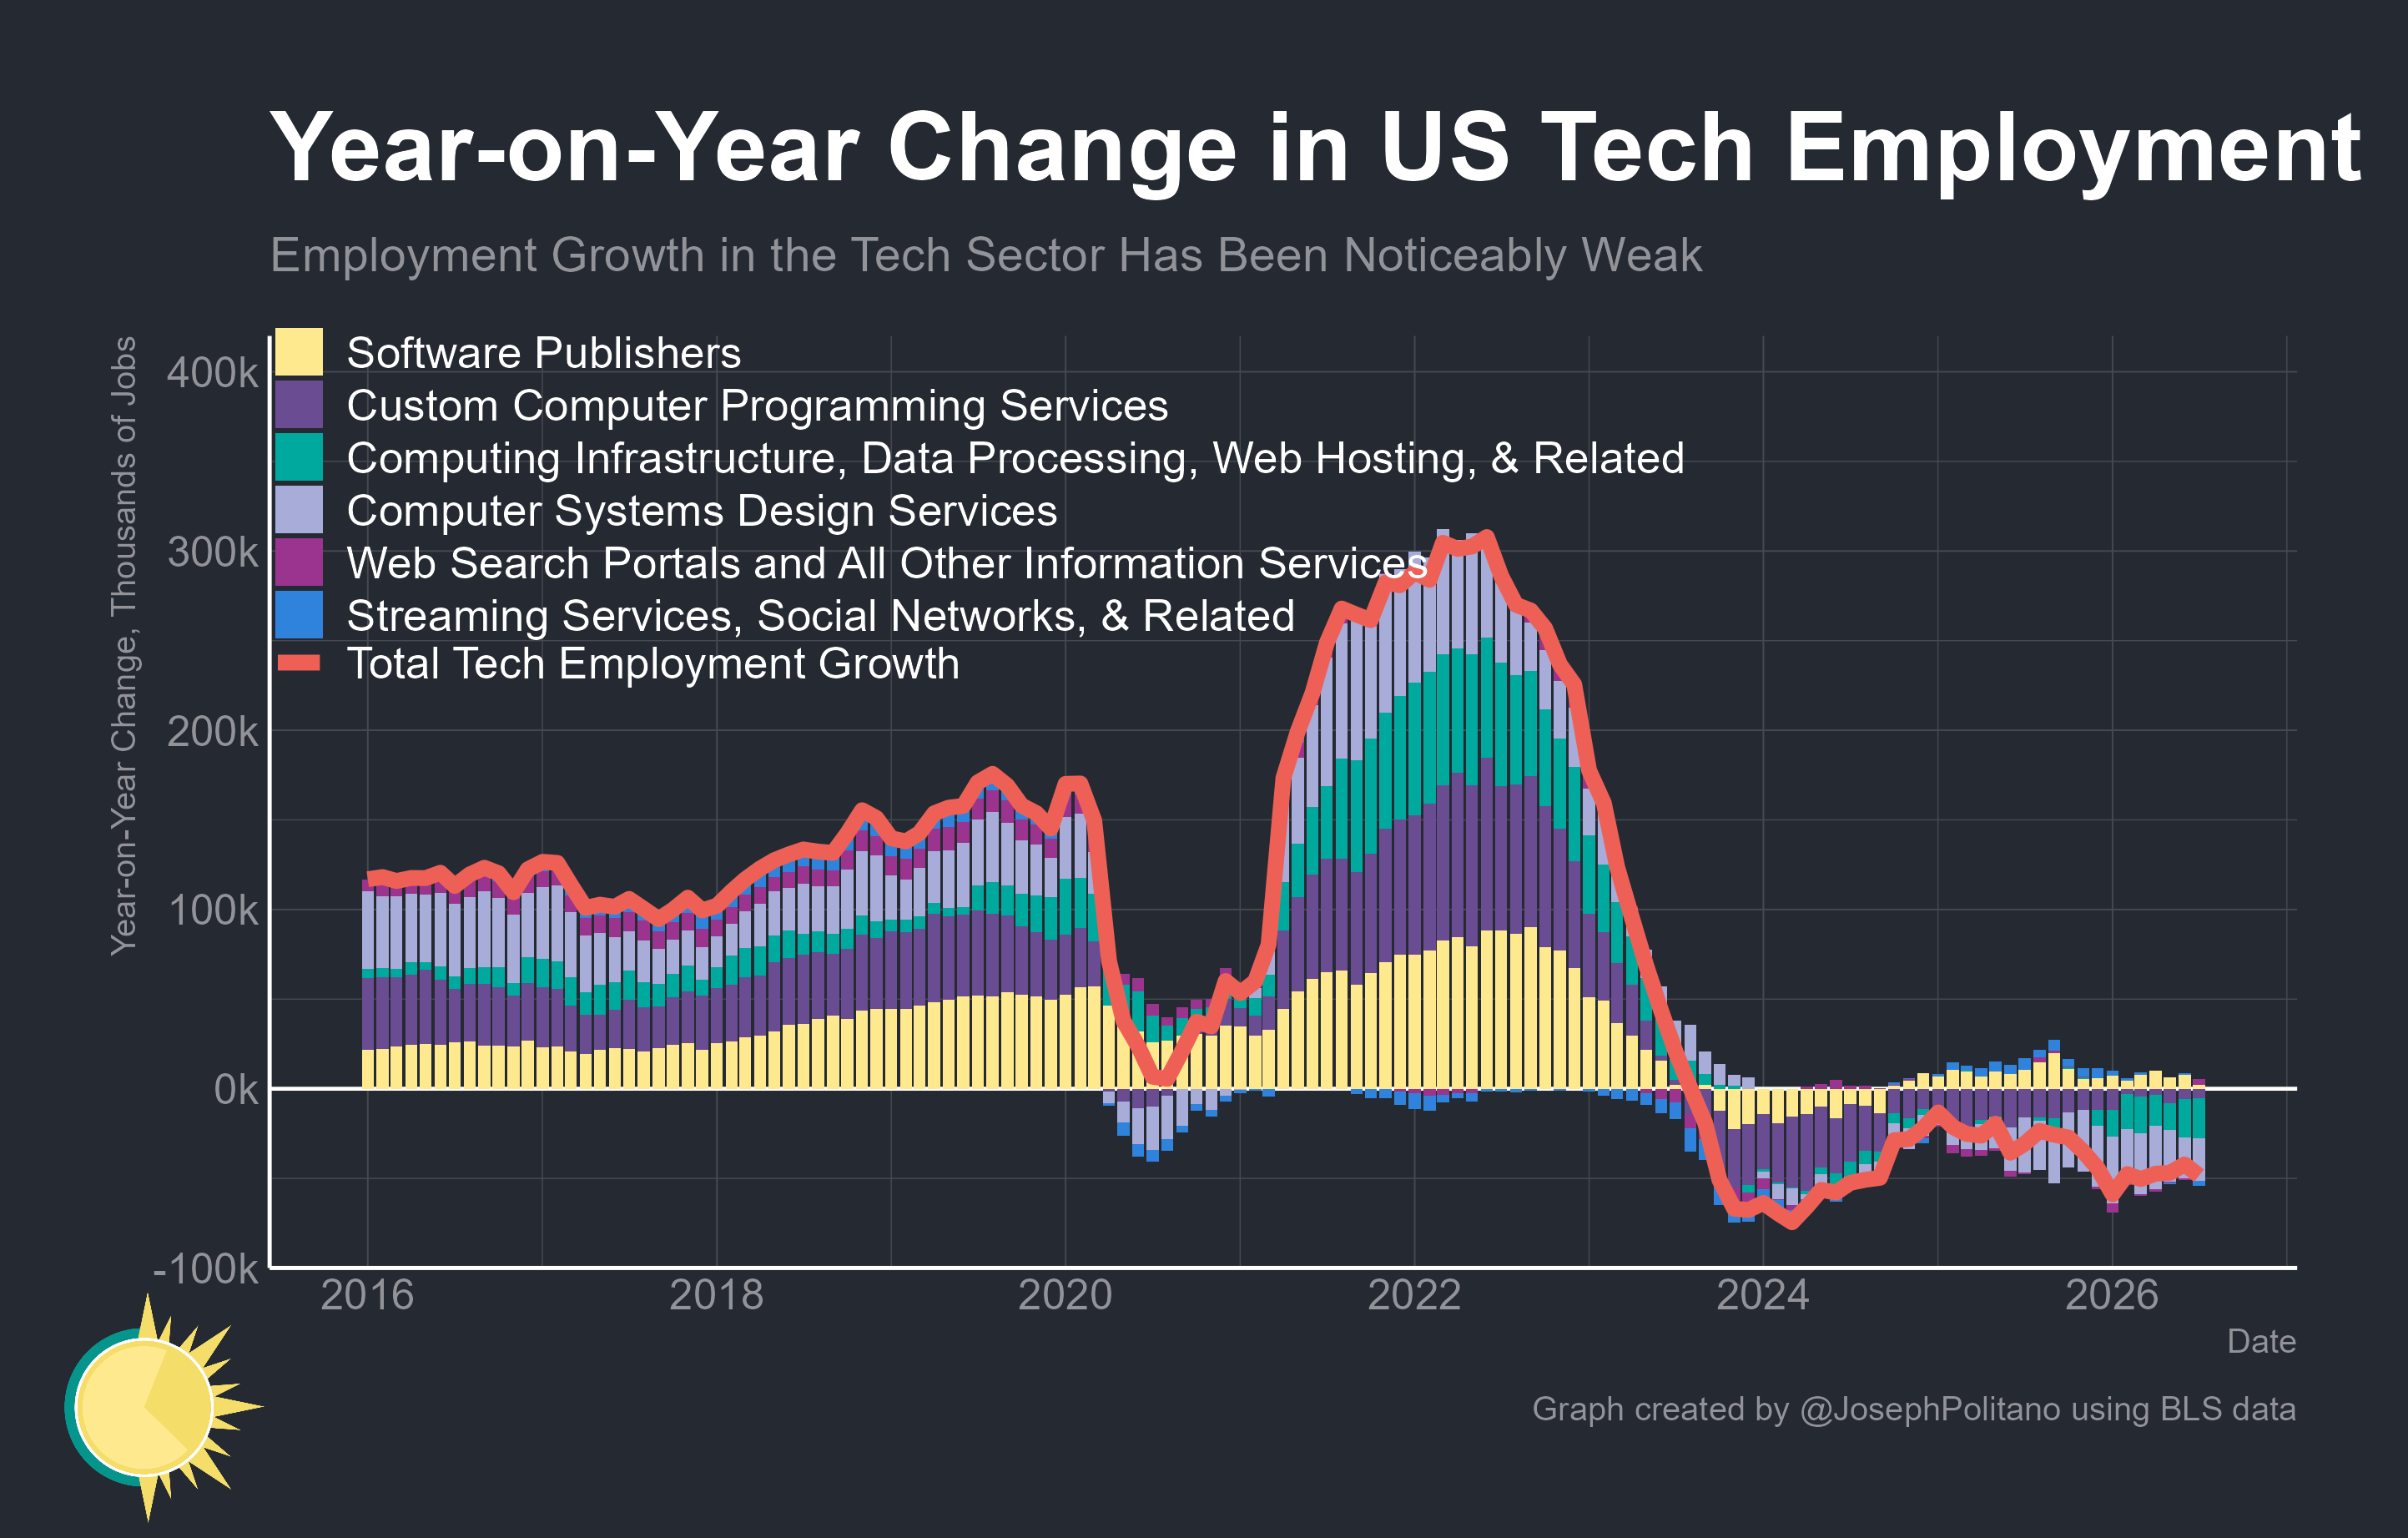 Year-on-Year Change in US Tech Employment
Employment Growth in the Tech Sector Has Been Noticeably Weak
Year-on-Year Change, Thousands of Jobs
400k
300k
200k
100k
0k
-100k
Software Publishers
Custom Computer Programming Services
Computing Infrastructure, Data Processing, Web Hosting, & Related
Computer Systems Design Services
Web Search Portals and All Other Information Services
Streaming Services, Social Networks, & Related
Total Tech Employment Growth
2016
2018
2020
2022
2024
2026
Date
Graph created by @JosephPolitano using BLS data